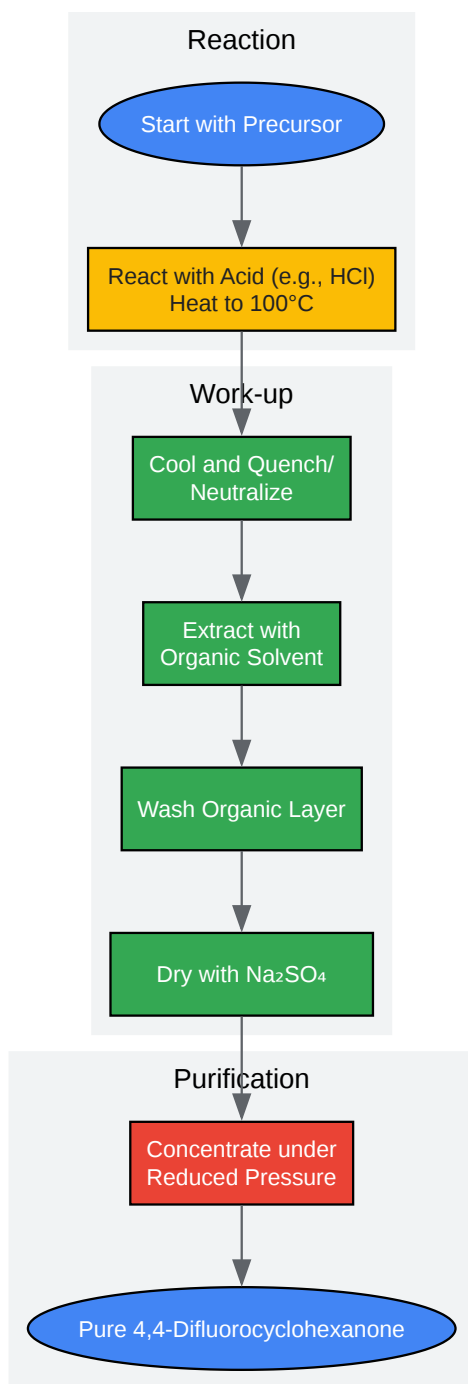 Reaction
Start with Precursor
React with Acid (e.g., HCl)
Heat to 100°C
Work-up
Cool and Quench/
Neutralize
Extract with
Organic Solvent
Wash Organic Layer
Dry with Na₂SO₄
Purification
Concentrate under
Reduced Pressure
Pure 4,4-Difluorocyclohexanone